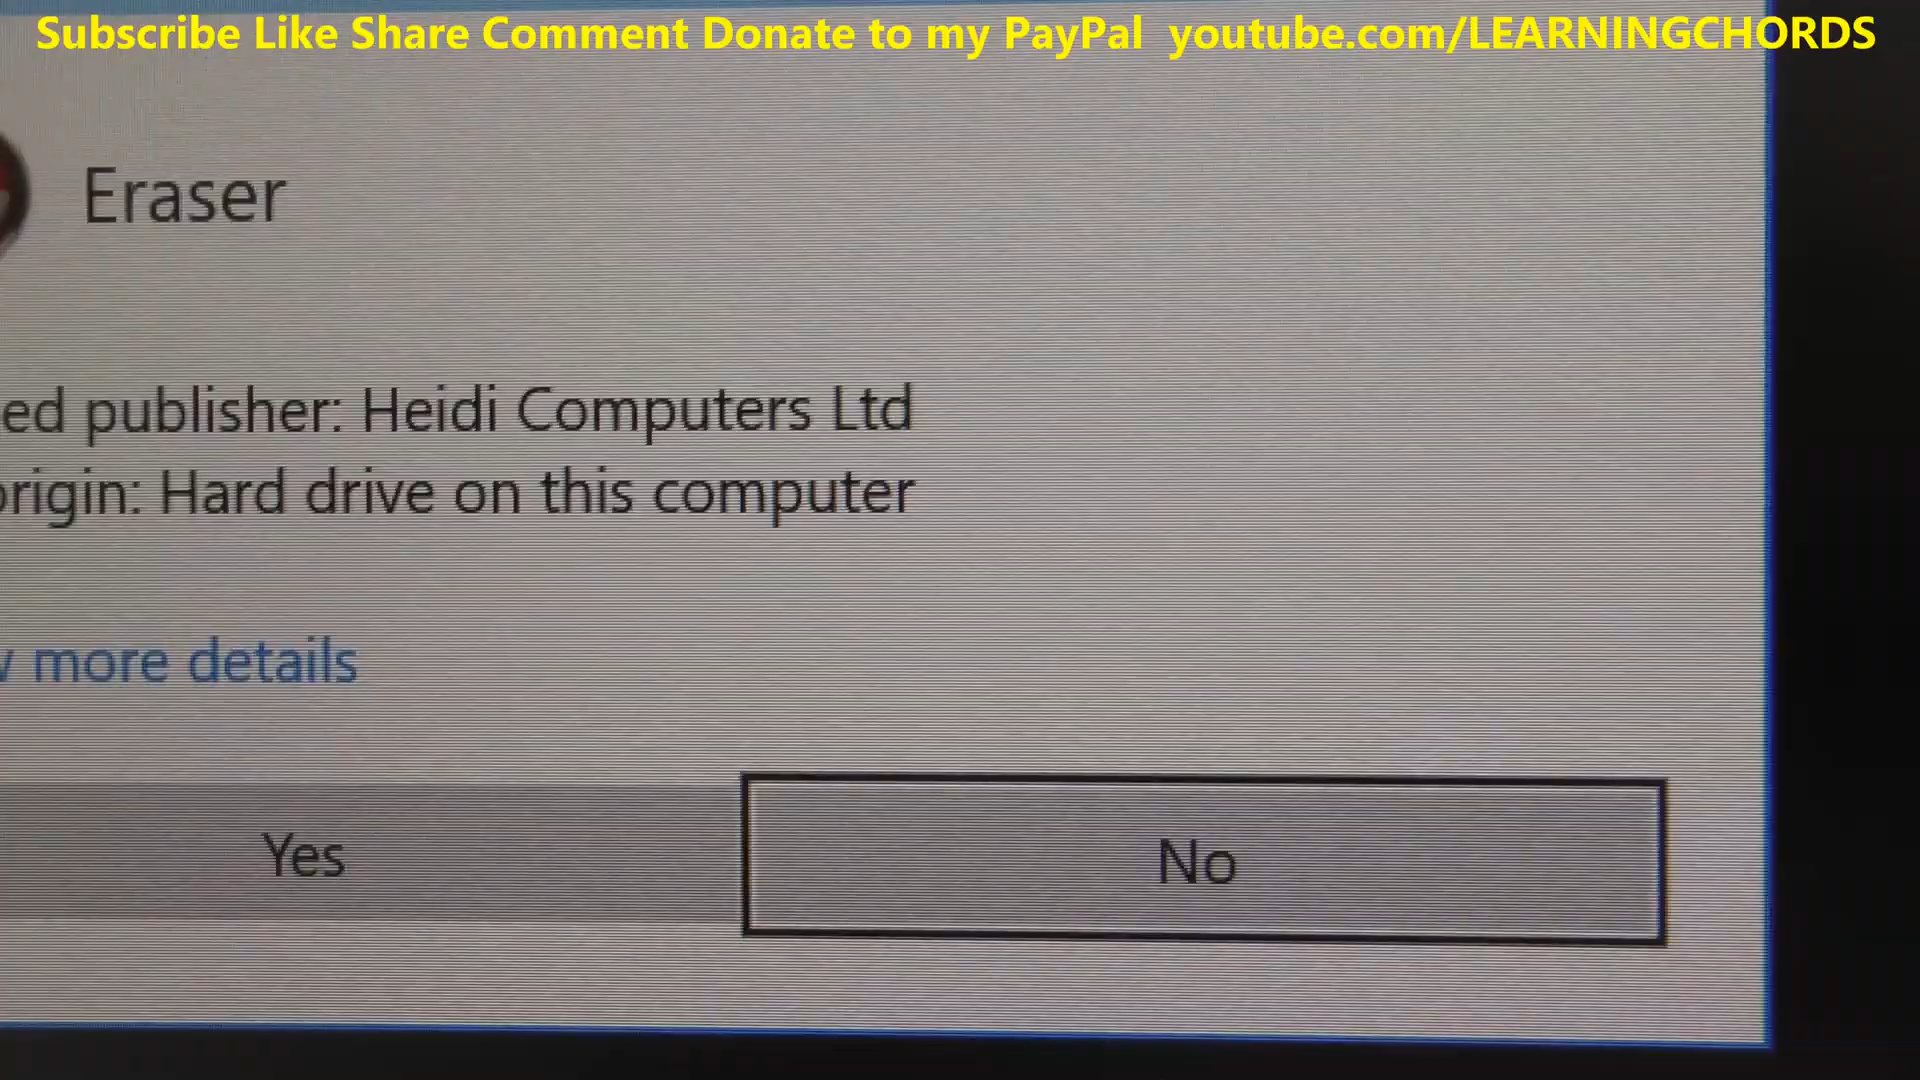 Subscribe Like Share Comment Donate to my PayPal youtube.com/LEARNINGCHORDS
Eraser
ed publisher: Heidi Computers Ltd
origin: Hard drive on this computer
more details
Yes
No